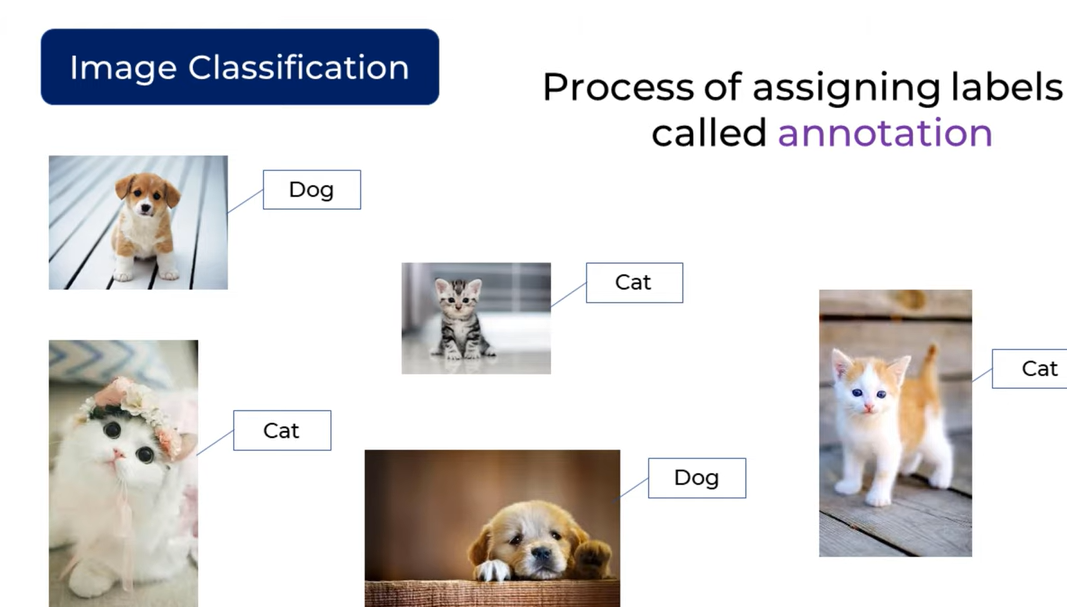 Image Classification
Process of assigning labels
called annotation
Dog
Cat
Cat
Cat
Dog